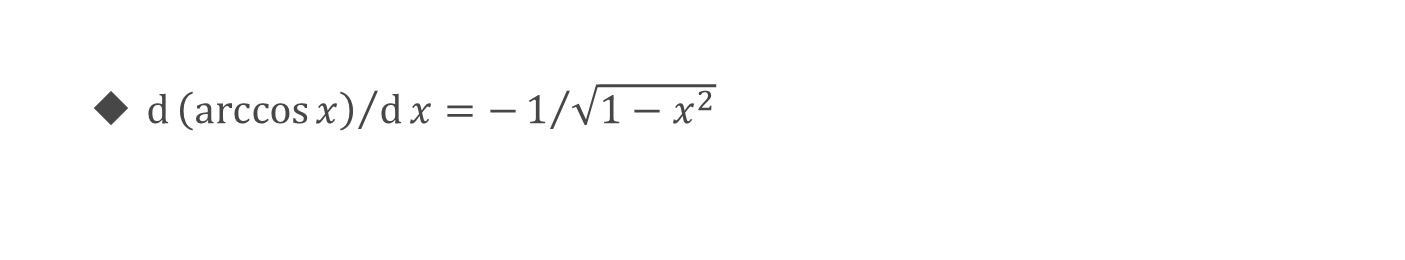 ◆ d (arccos x)/d x = − 1/√(1 − x²)